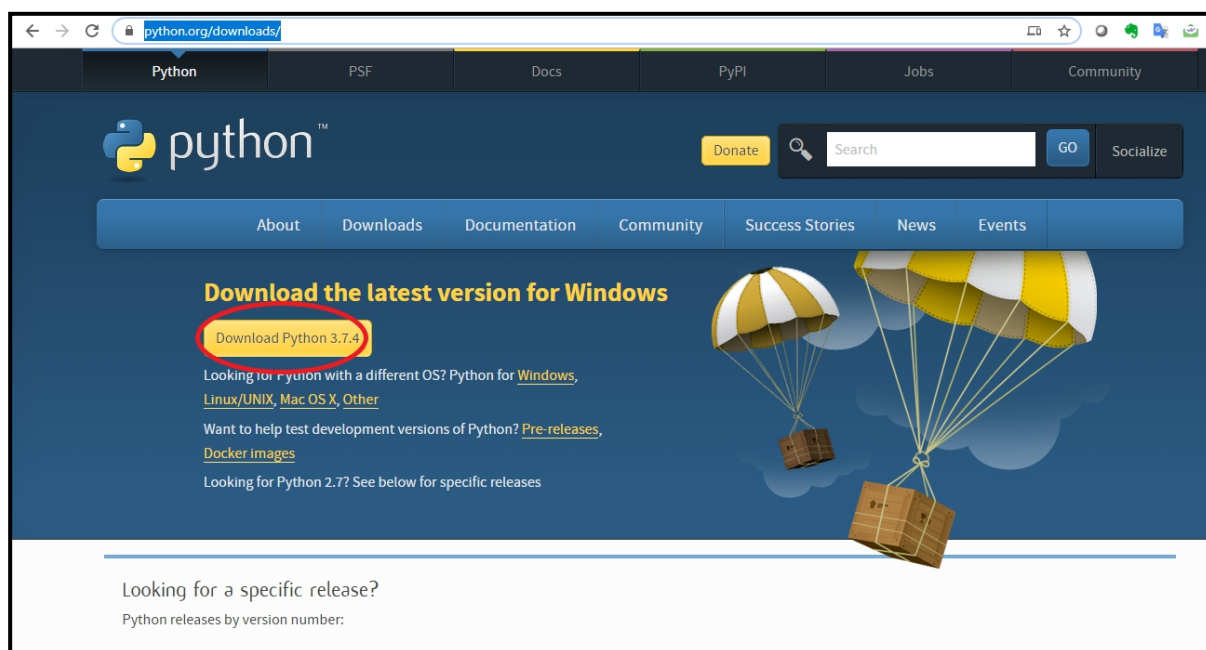 python.org/downloads/
Python PSF Docs PyPI Jobs Community
python™
Donate Search GO Socialize
About Downloads Documentation Community Success Stories News Events
Download the latest version for Windows
Download Python 3.7.4
Looking for Python with a different OS? Python for Windows,
Linux/UNIX, Mac OS X, Other
Want to help test development versions of Python? Pre-releases,
Docker images
Looking for Python 2.7? See below for specific releases
Looking for a specific release?
Python releases by version number: